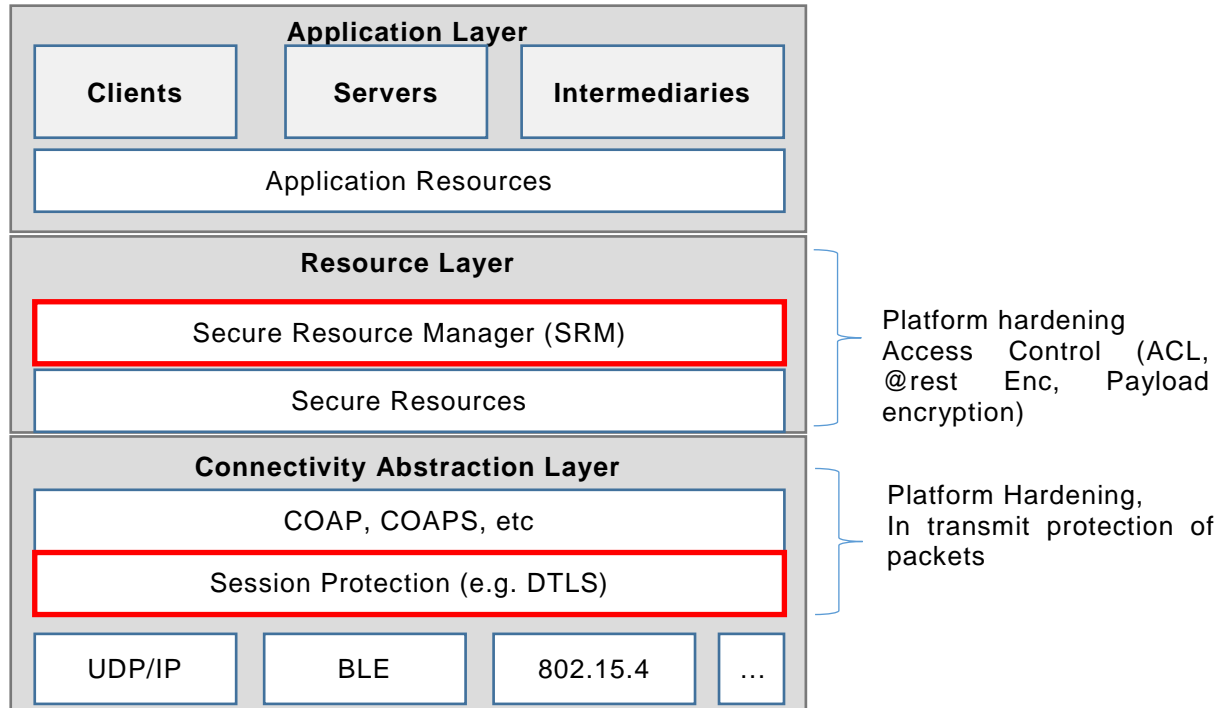 Application Layer
Clients
Servers
Intermediaries
Application Resources
Resource Layer
Secure Resource Manager (SRM)
Secure Resources
Platform hardening
Access Control (ACL,
@rest Enc, Payload
encryption)
Connectivity Abstraction Layer
COAP, COAPS, etc
Session Protection (e.g. DTLS)
Platform Hardening,
In transmit protection of
packets
UDP/IP
BLE
802.15.4
...